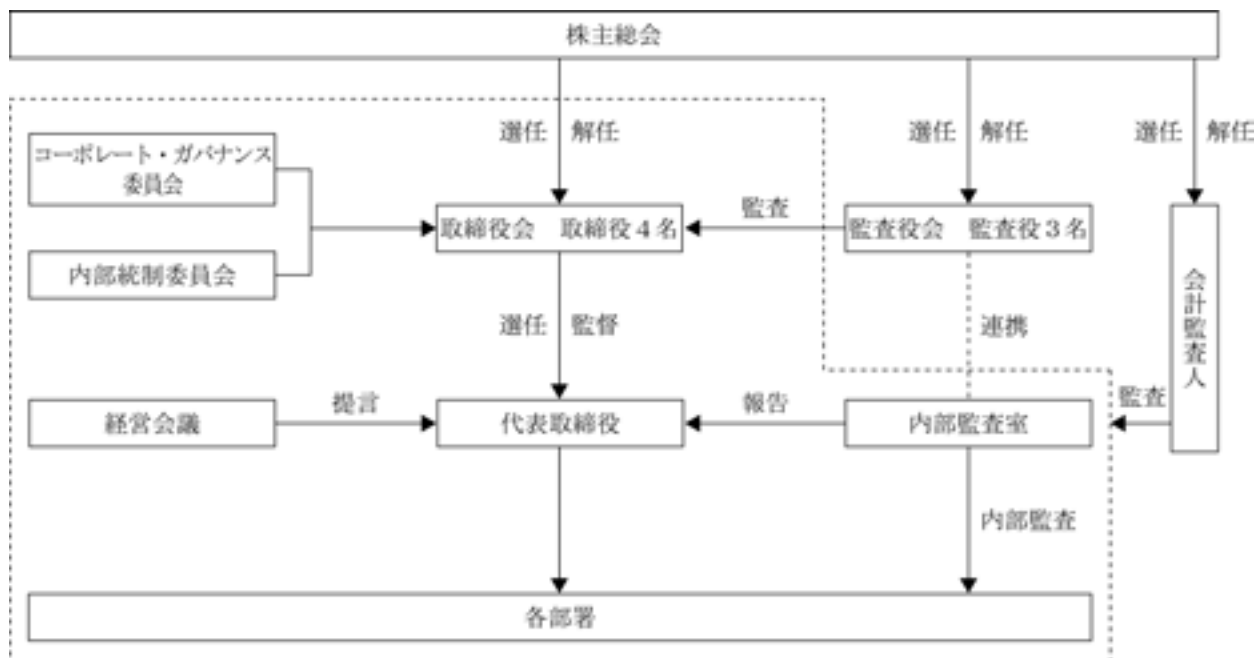 株主総会
選任 解任
選任 解任
選任 解任
コーポレート・ガバナンス
委員会
取締役会 取締役4名
監査
監査役会 監査役3名
内部統制委員会
会計監査人
選任 監督
連携
経営会議
提言
代表取締役
報告
内部監査室
監査
内部監査
各部署